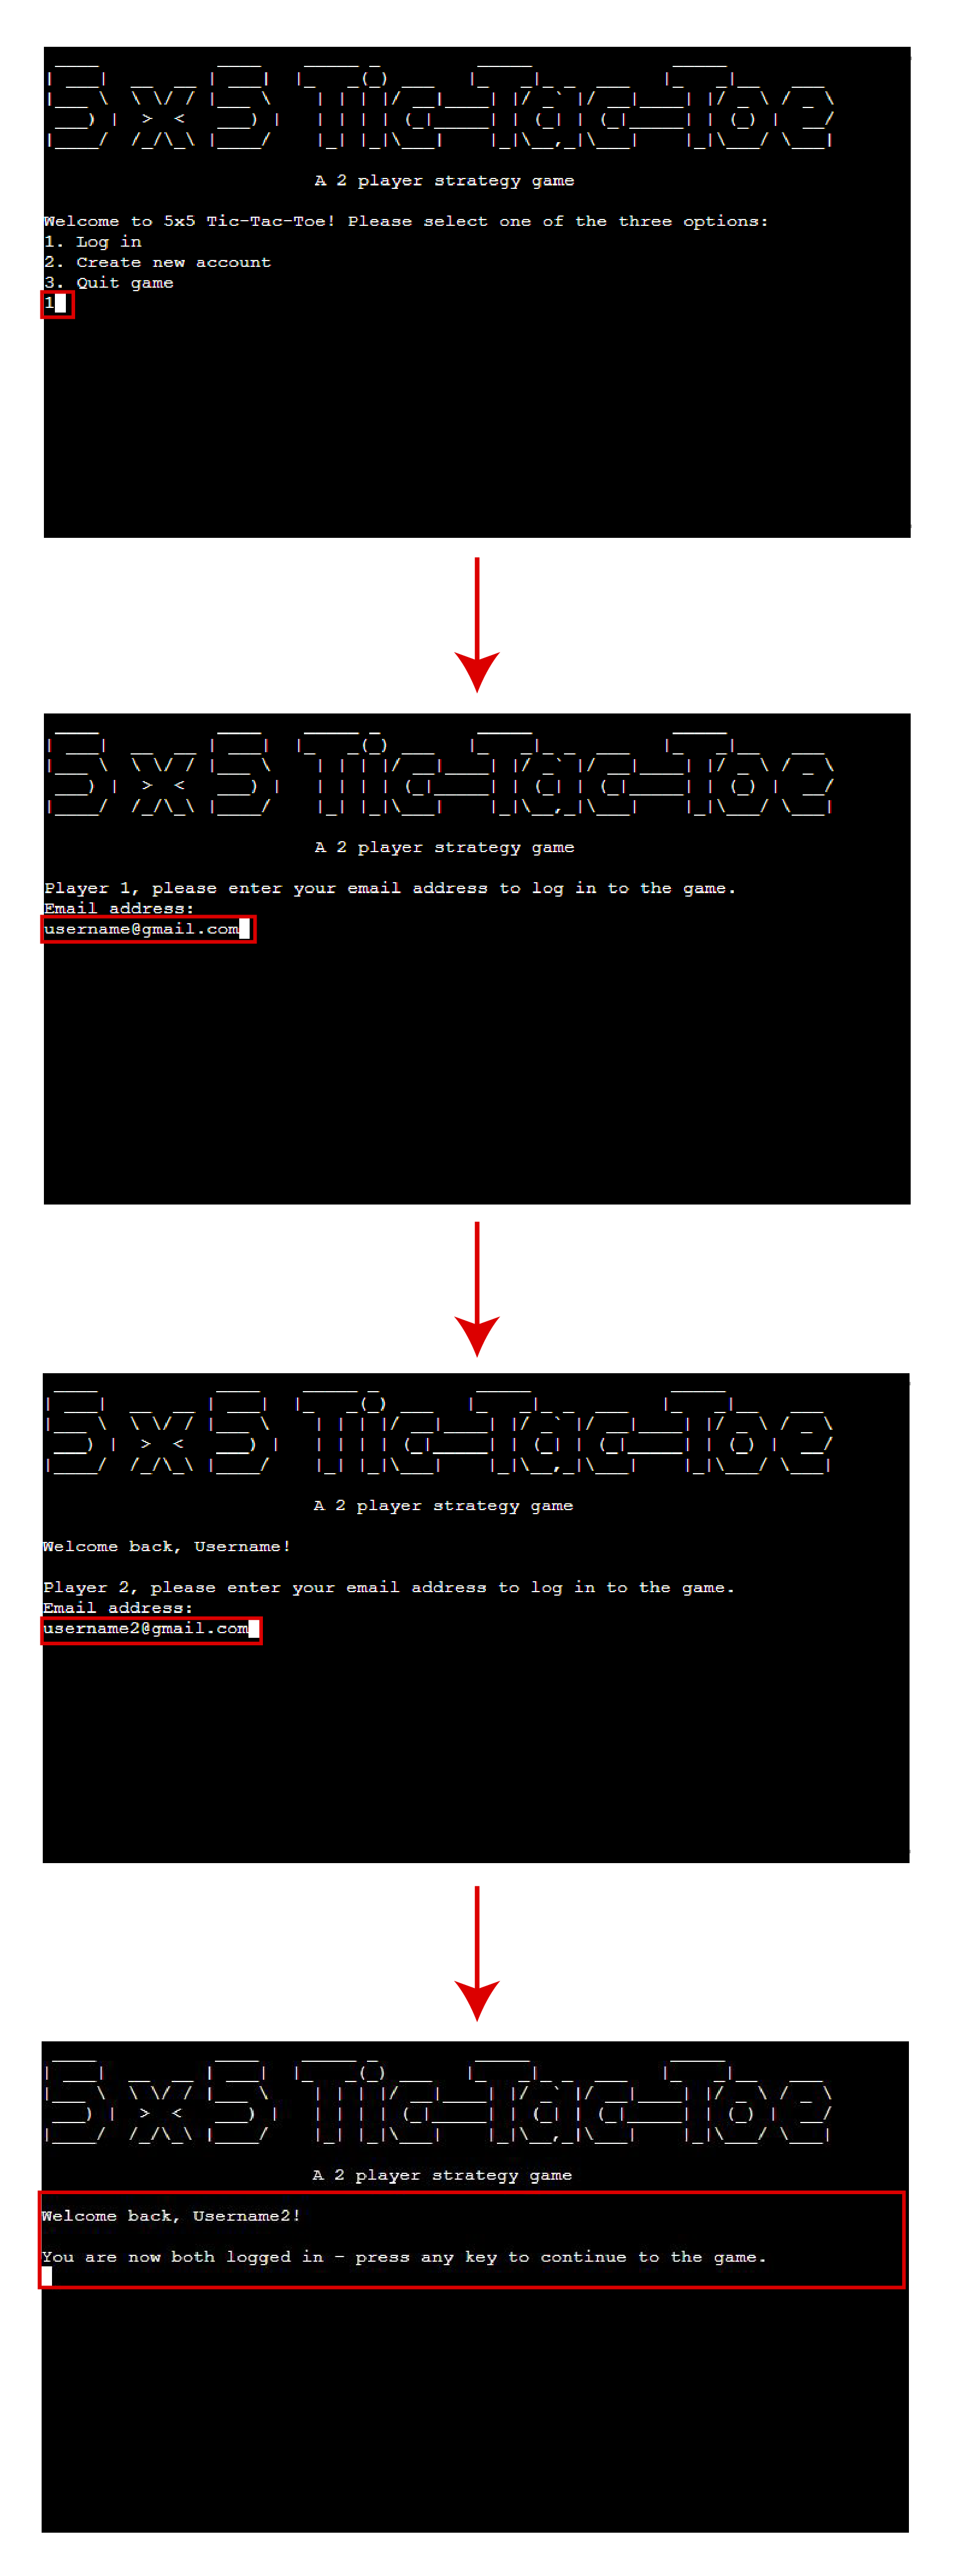 5x5 Tic-Tac-Toe
A 2 player strategy game
Welcome to 5x5 Tic-Tac-Toe! Please select one of the three options:
1. Log in
2. Create new account
3. Quit game
1
5x5 Tic-Tac-Toe
A 2 player strategy game
Player 1, please enter your email address to log in to the game.
Email address:
username@gmail.com
5x5 Tic-Tac-Toe
A 2 player strategy game
Welcome back, Username!
Player 2, please enter your email address to log in to the game.
Email address:
username2@gmail.com
5x5 Tic-Tac-Toe
A 2 player strategy game
Welcome back, Username2!
You are now both logged in - press any key to continue to the game.